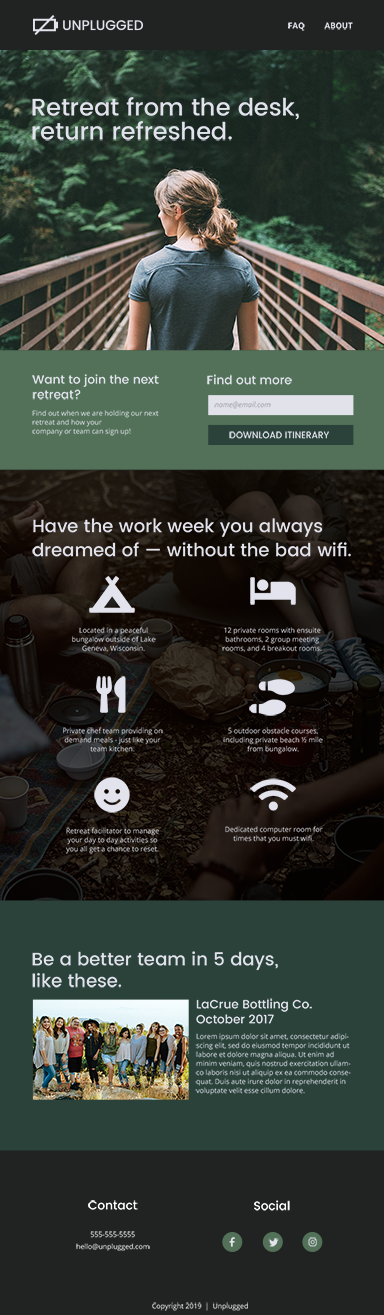 UNPLUGGED
FAQ
ABOUT
Retreat from the desk,
return refreshed.
Want to join the next
retreat?
Find out when we are holding our next
retreat and how your
company or team can sign up!
Find out more
name@email.com
DOWNLOAD ITINERARY
Have the work week you always
dreamed of — without the bad wifi.
Located in a peaceful
bungalow outside of Lake
Geneva, Wisconsin.
12 private rooms with ensuite
bathrooms, 2 group meeting
rooms, and 4 breakout rooms.
Private chef team providing on
demand meals - just like your
team kitchen.
5 outdoor obstacle courses,
including private beach ½ mile
from bungalow.
Retreat facilitator to manage
your day to day activities so
you all get a chance to reset.
Dedicated computer room for
times that you must wifi.
Be a better team in 5 days,
like these.
LaCrue Bottling Co.
October 2017
Lorem ipsum dolor sit amet, consectetur adipi-
scing elit, sed do eiusmod tempor incididunt ut
labore et dolore magna aliqua. Ut enim ad
minim veniam, quis nostrud exercitation ullam-
co laboris nisi ut aliquip ex ea commodo conse-
quat. Duis aute irure dolor in reprehenderit in
voluptate velit esse cillum dolore.
Contact
555-555-5555
hello@unplugged.com
Social
Copyright 2019 | Unplugged